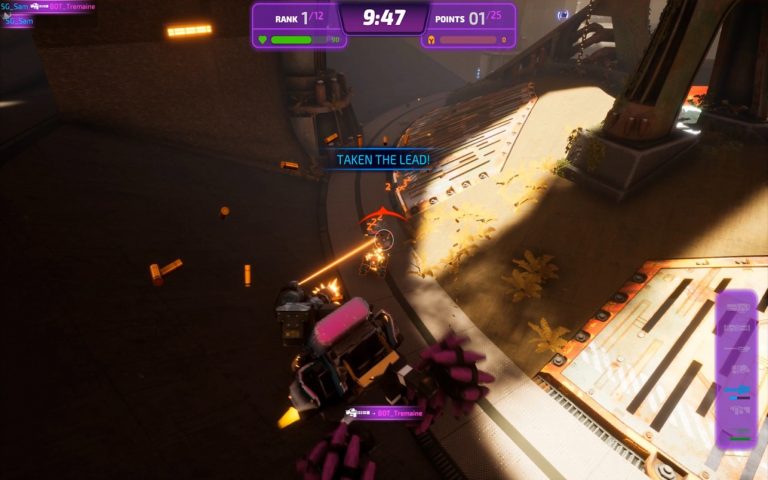 SG_Sam BOT_Tremaine
SG_Sam
RANK 1/12
9:47
POINTS 01/25
90
0
TAKEN THE LEAD!
BOT_Tremaine